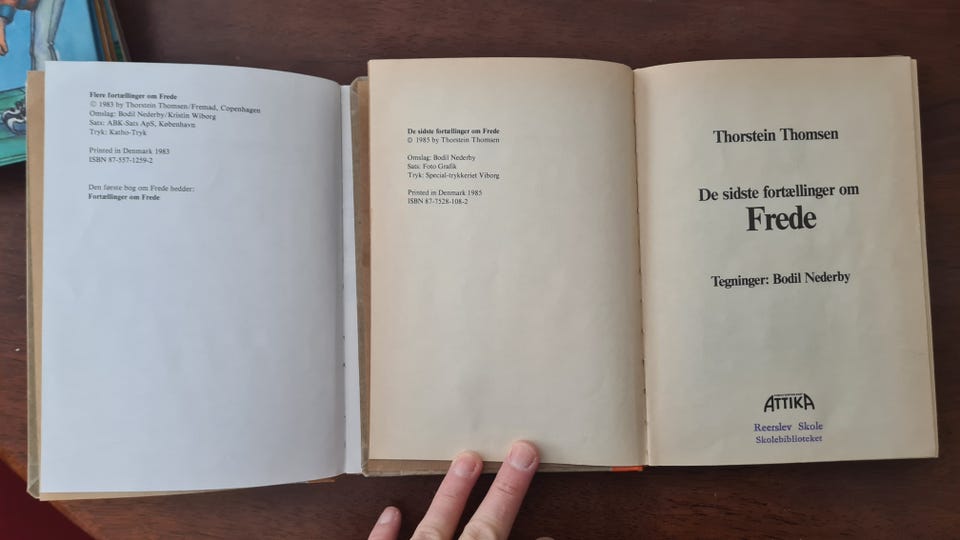 Flere fortællinger om Frede
© 1983 by Thorstein Thomsen/Fremad, Copenhagen
Omslag: Bodil Nederby/Kristin Wiborg
Sats: ABK-Sats ApS, København
Tryk: Katho-Tryk
Printed in Denmark 1983
ISBN 87-557-1259-2
Den første bog om Frede hedder:
Fortællinger om Frede
De sidste fortællinger om Frede
© 1985 by Thorstein Thomsen
Omslag: Bodil Nederby
Sats: Foto Grafik
Tryk: Special-trykkeriet Viborg
Printed in Denmark 1985
ISBN 87-7528-108-2
Thorstein Thomsen
De sidste fortællinger om
Frede
Tegninger: Bodil Nederby
ATTIKA
Reerslev Skole
Skolebiblioteket